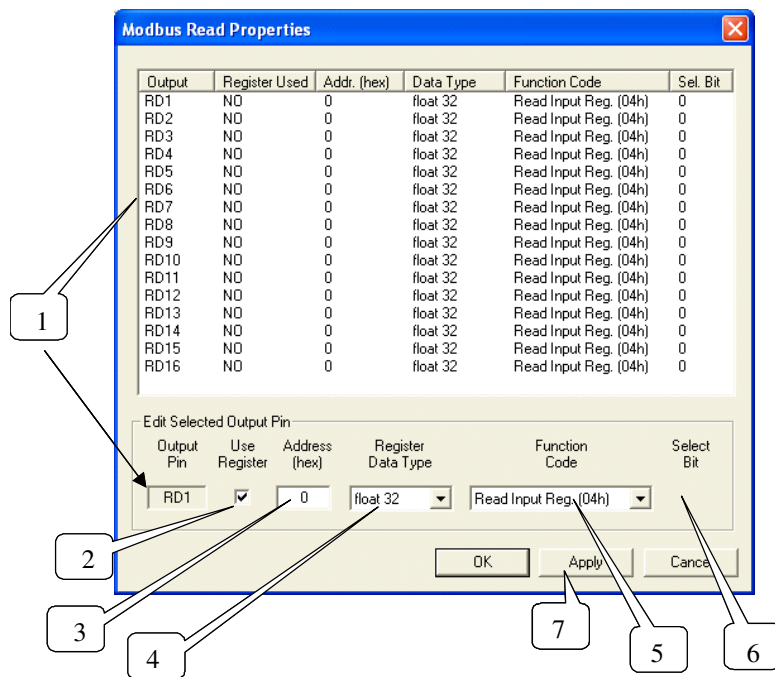 Modbus Read Properties
Output Register Used Addr. (hex) Data Type Function Code Sel. Bit
RD1 NO 0 float 32 Read Input Reg. (04h) 0
RD2 NO 0 float 32 Read Input Reg. (04h) 0
RD3 NO 0 float 32 Read Input Reg. (04h) 0
RD4 NO 0 float 32 Read Input Reg. (04h) 0
RD5 NO 0 float 32 Read Input Reg. (04h) 0
RD6 NO 0 float 32 Read Input Reg. (04h) 0
RD7 NO 0 float 32 Read Input Reg. (04h) 0
RD8 NO 0 float 32 Read Input Reg. (04h) 0
RD9 NO 0 float 32 Read Input Reg. (04h) 0
RD10 NO 0 float 32 Read Input Reg. (04h) 0
RD11 NO 0 float 32 Read Input Reg. (04h) 0
RD12 NO 0 float 32 Read Input Reg. (04h) 0
RD13 NO 0 float 32 Read Input Reg. (04h) 0
RD14 NO 0 float 32 Read Input Reg. (04h) 0
RD15 NO 0 float 32 Read Input Reg. (04h) 0
RD16 NO 0 float 32 Read Input Reg. (04h) 0
1
Edit Selected Output Pin
Output Use Address Register Function Select
Pin Register (hex) Data Type Code Bit
RD1 0 float 32 Read Input Reg. (04h)
OK Apply Cancel
2
3
4
7
5
6